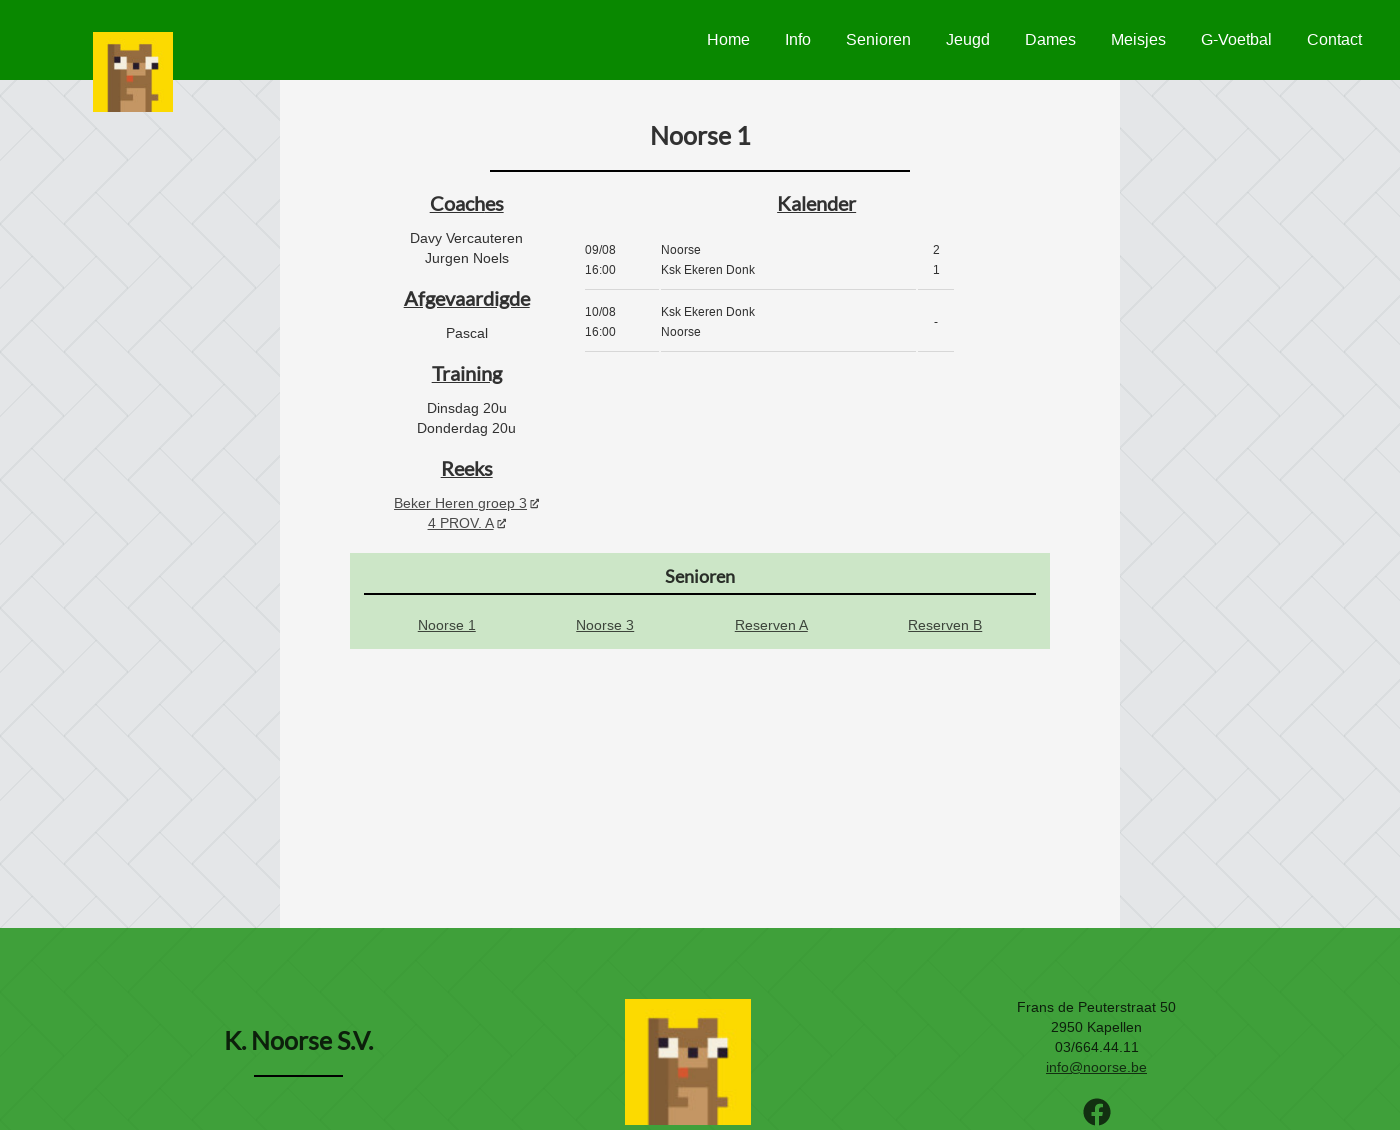 Home Info Senioren Jeugd Dames Meisjes G-Voetbal Contact
Noorse 1
Coaches
Davy Vercauteren
Jurgen Noels
Afgevaardigde
Pascal
Training
Dinsdag 20u
Donderdag 20u
Reeks
Beker Heren groep 3
4 PROV. A
Kalender
09/08 Noorse 2
16:00 Ksk Ekeren Donk 1
10/08 Ksk Ekeren Donk -
16:00 Noorse
Senioren
Noorse 1 Noorse 3 Reserven A Reserven B
K. Noorse S.V.
Frans de Peuterstraat 50
2950 Kapellen
03/664.44.11
info@noorse.be